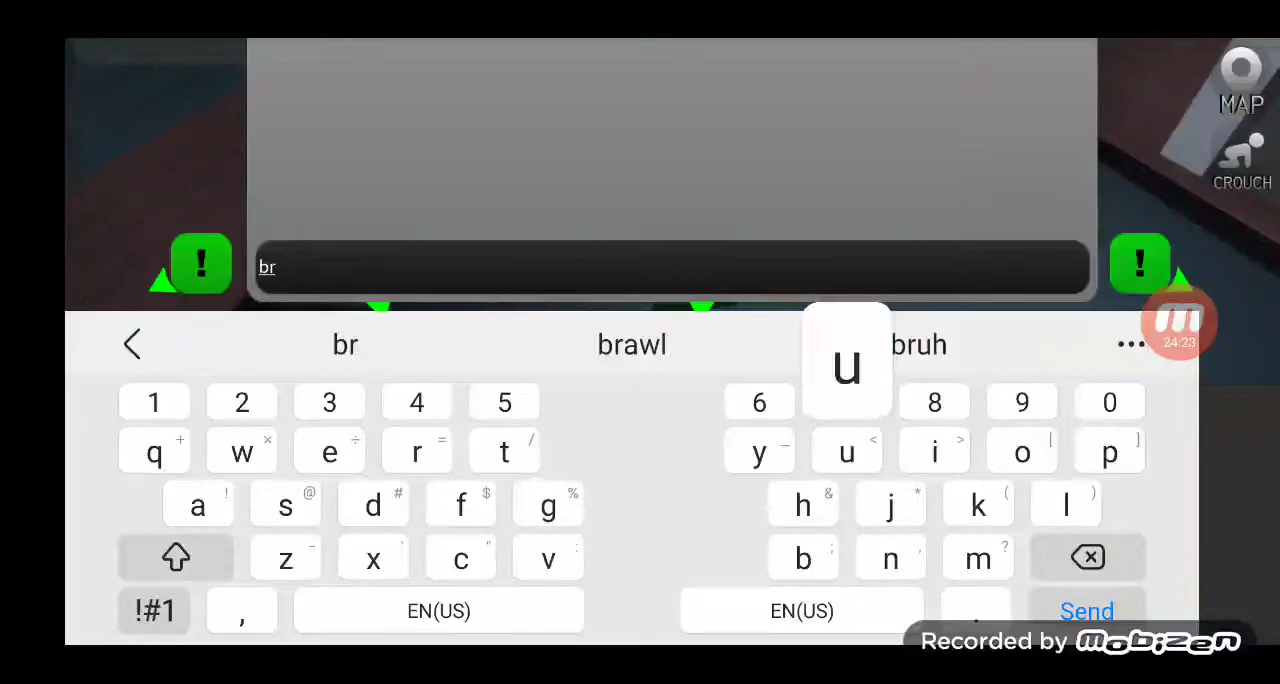 MAP
CROUCH
!
br
!
24:23
br brawl bruh •••
u
1 2 3 4 5 6 8 9 0
q + w × e ÷ r = t / y _ u < i > o [ p ]
a ! s @ d # f $ g % h & j * k ( l )
z - x ' c " v : b ; n , m ?
!#1 , EN(US) EN(US) . Send
Recorded by mobizen